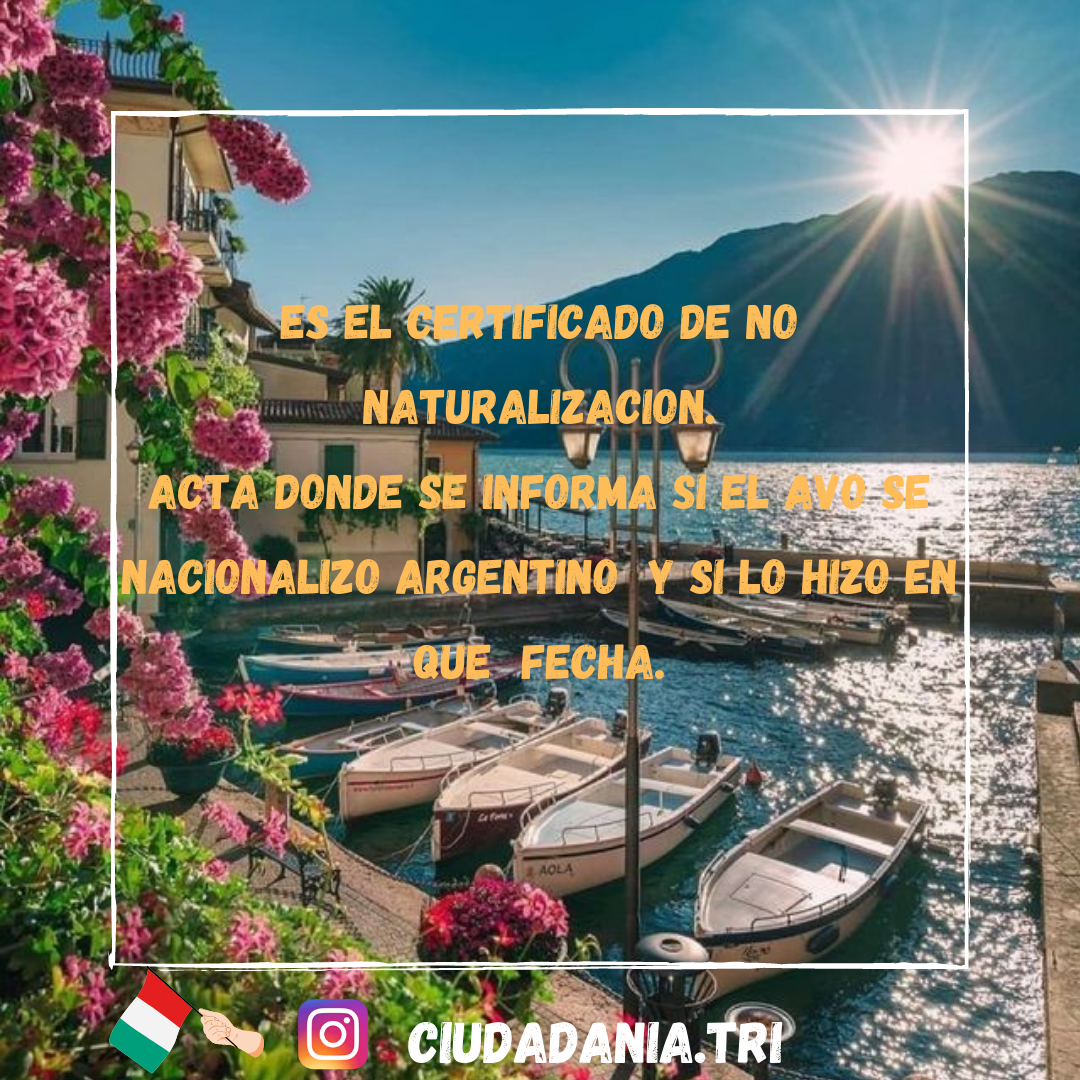 ES EL CERTIFICADO DE NO
NATURALIZACION.
ACTA DONDE SE INFORMA SI EL AVO SE
NACIONALIZO ARGENTINO Y SI LO HIZO EN
QUE FECHA.
AOLA
CIUDADANIA.TRI